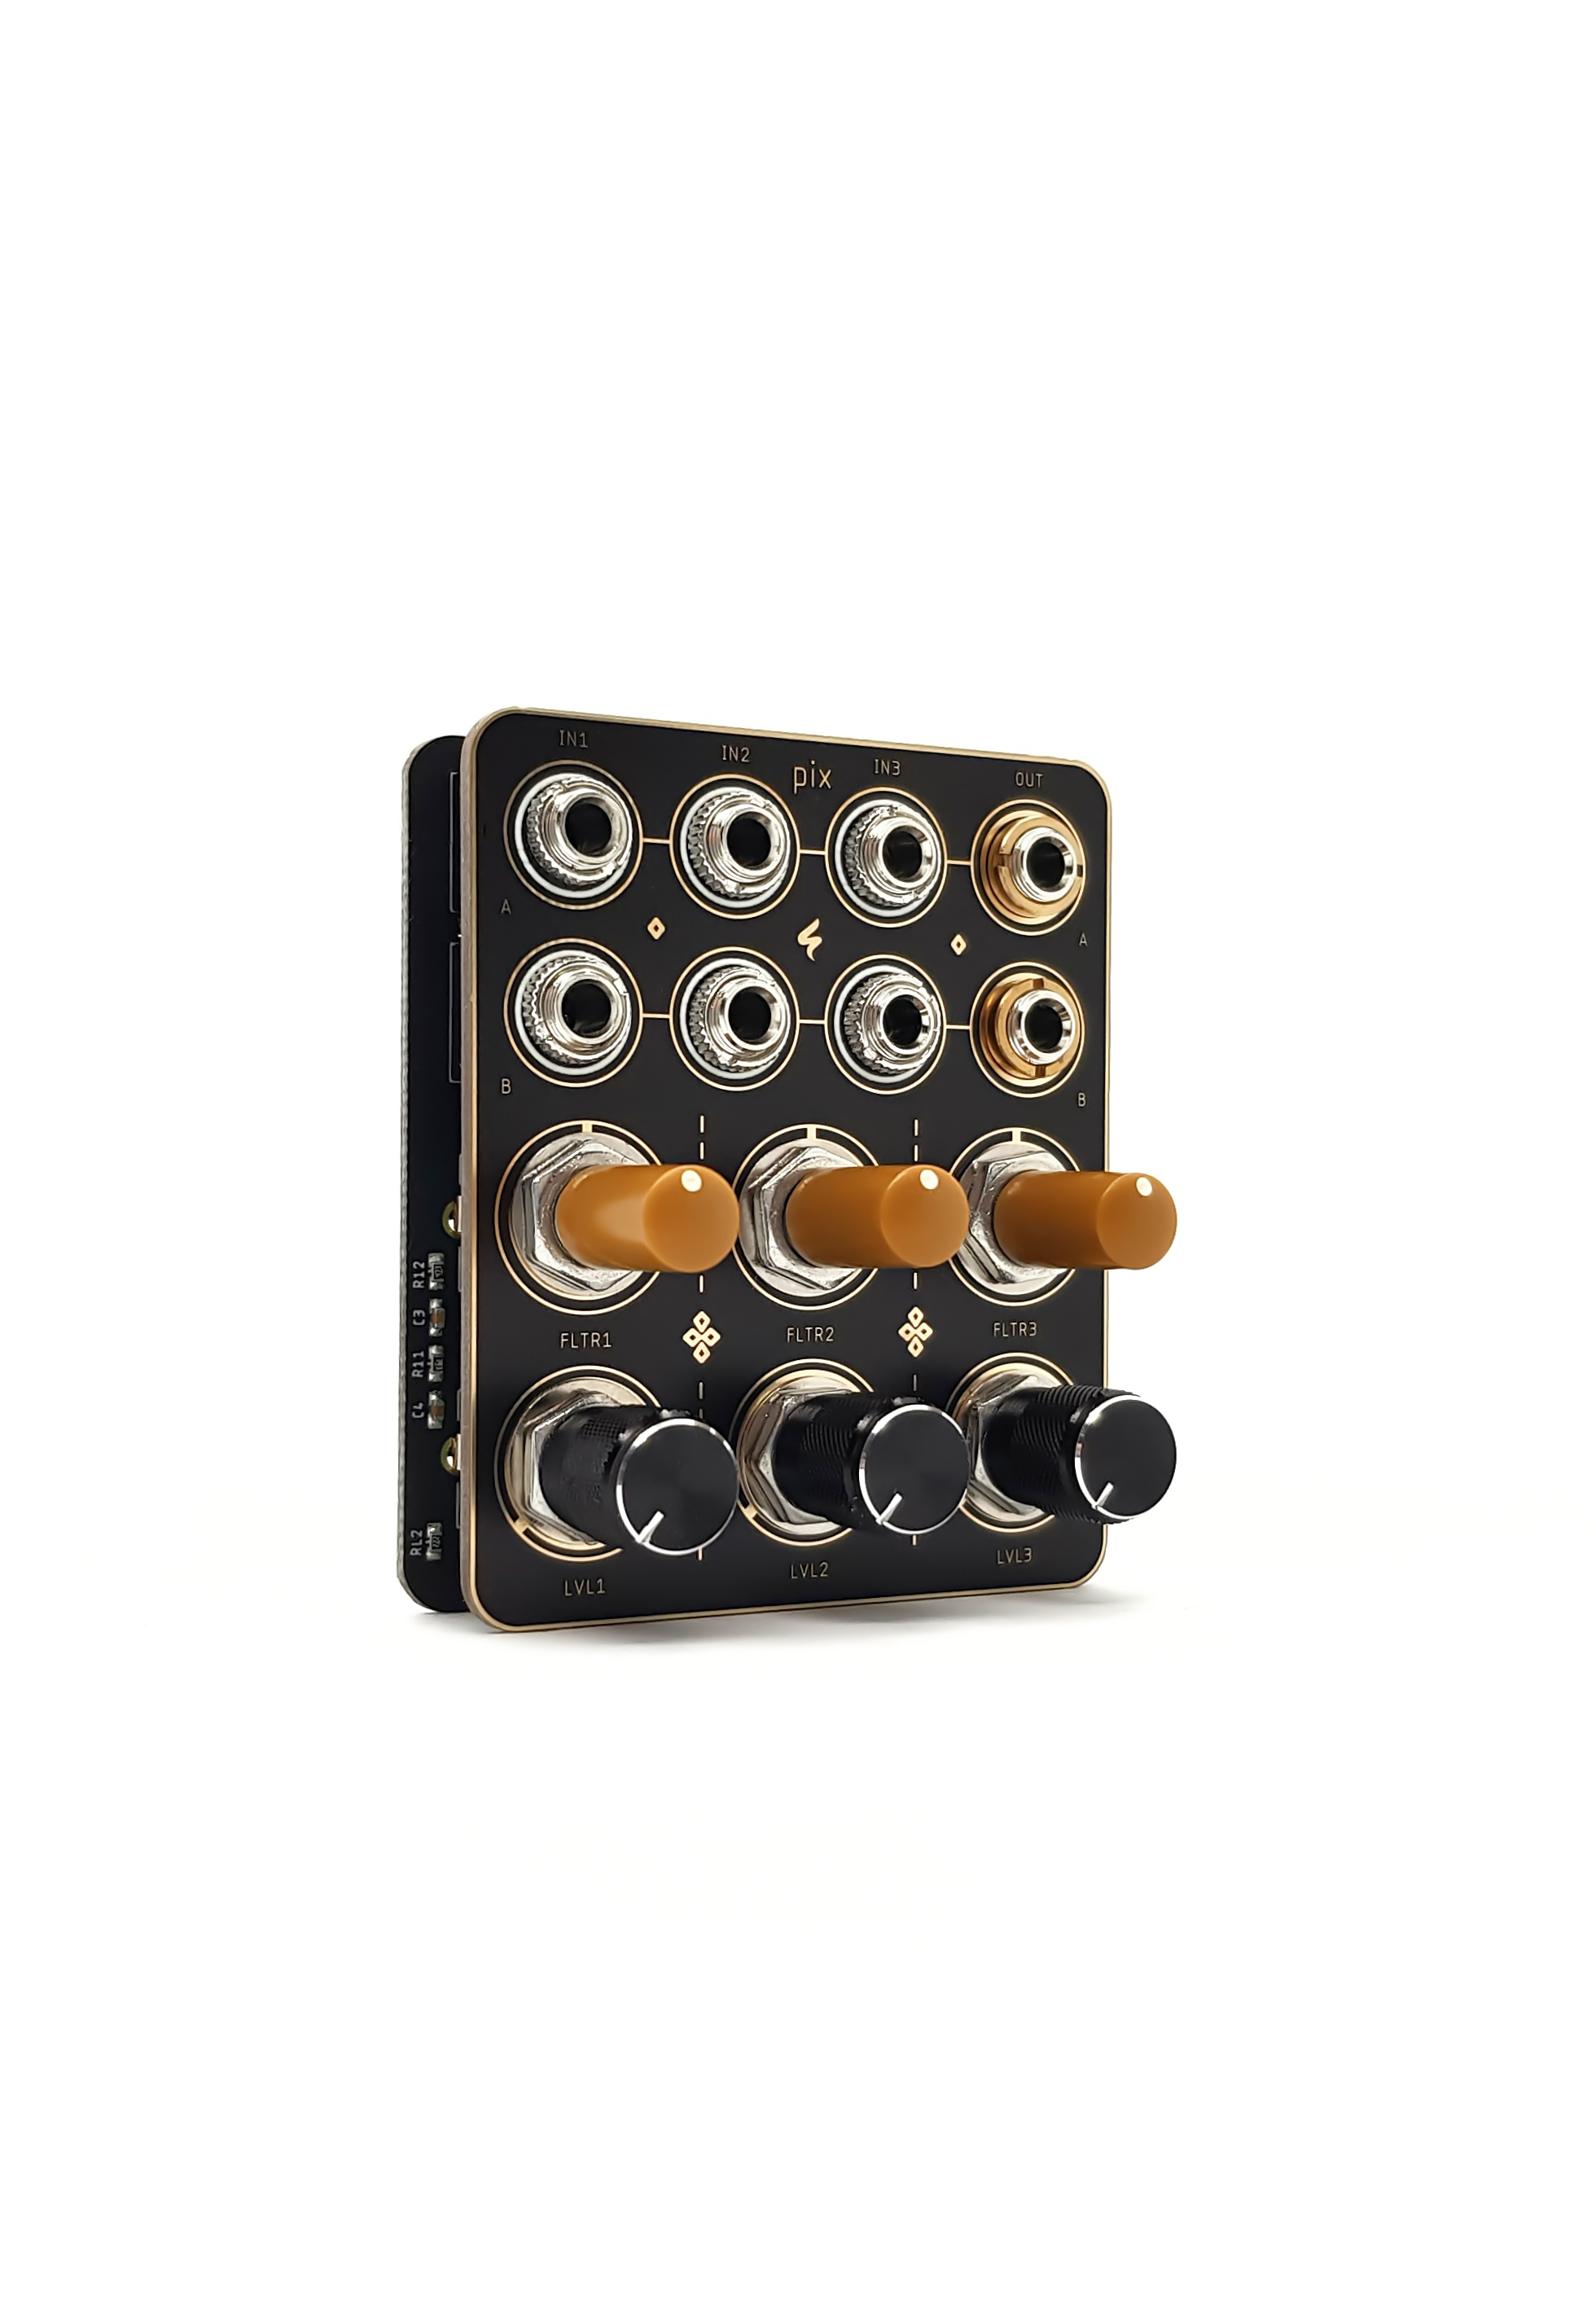 IN1
IN2
pix
IN3
OUT
A
A
B
B
FLTR1
FLTR2
FLTR3
LVL1
LVL2
LVL3
R12
C3
R11
C4
RL2